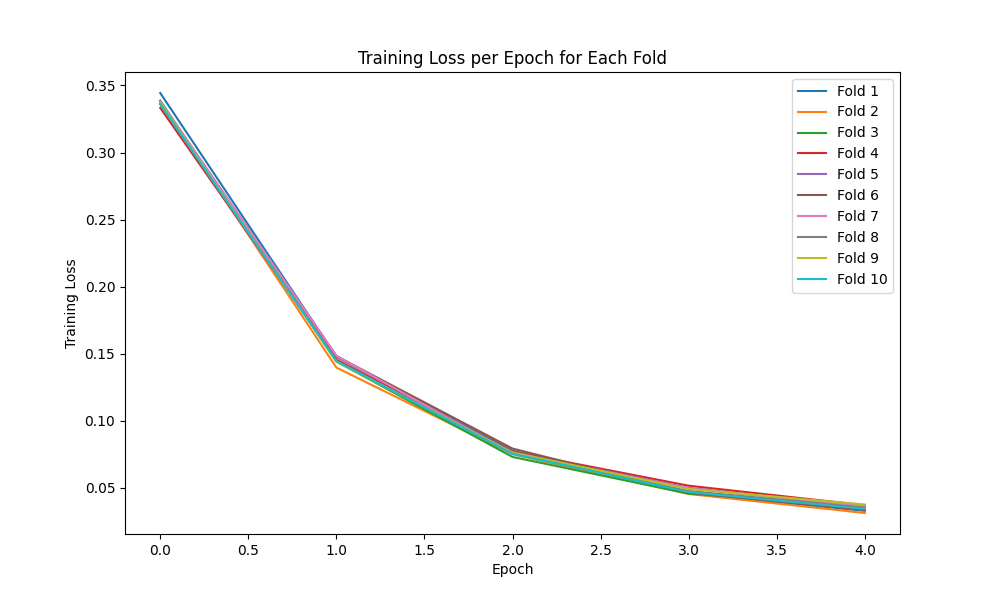 Training Loss per Epoch for Each Fold
Training Loss
0.35
0.30
0.25
0.20
0.15
0.10
0.05
Fold 1
Fold 2
Fold 3
Fold 4
Fold 5
Fold 6
Fold 7
Fold 8
Fold 9
Fold 10
0.0 0.5 1.0 1.5 2.0 2.5 3.0 3.5 4.0
Epoch